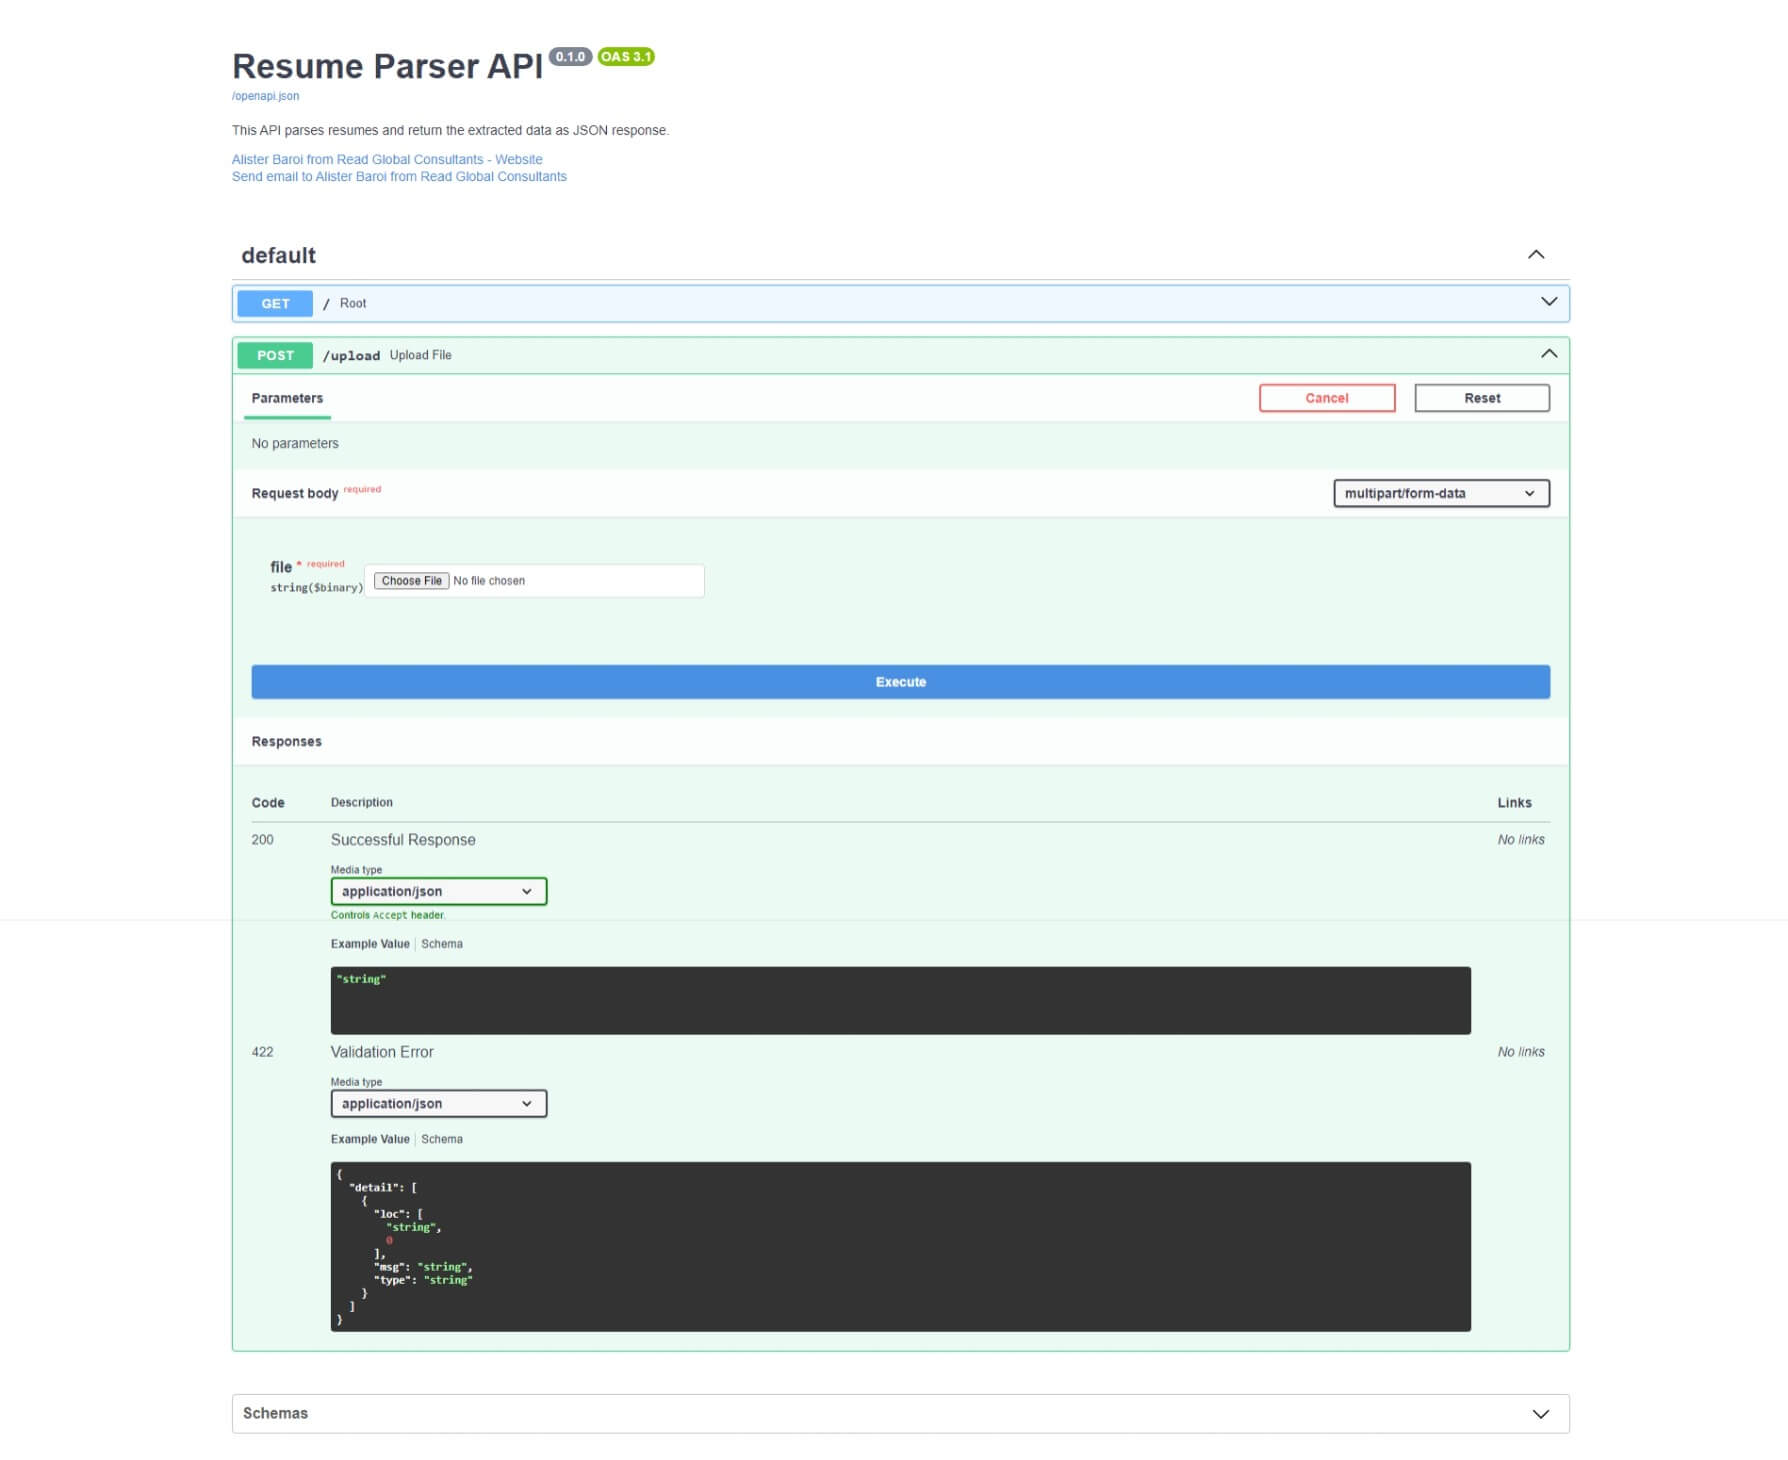 Resume Parser API 0.1.0 OAS 3.1
/openapi.json
This API parses resumes and return the extracted data as JSON response.
Alister Baroi from Read Global Consultants - Website
Send email to Alister Baroi from Read Global Consultants
default
GET / Root
POST /upload Upload File
Parameters Cancel Reset
No parameters
Request body required multipart/form-data
file * required
string($binary) Choose File No file chosen
Execute
Responses
Code Description Links
200 Successful Response No links
Media type
application/json
Controls Accept header.
Example Value Schema
"string"
422 Validation Error No links
Media type
application/json
Example Value Schema
{
"detail": [
{
"loc": [
"string",
0
],
"msg": "string",
"type": "string"
}
]
}
Schemas